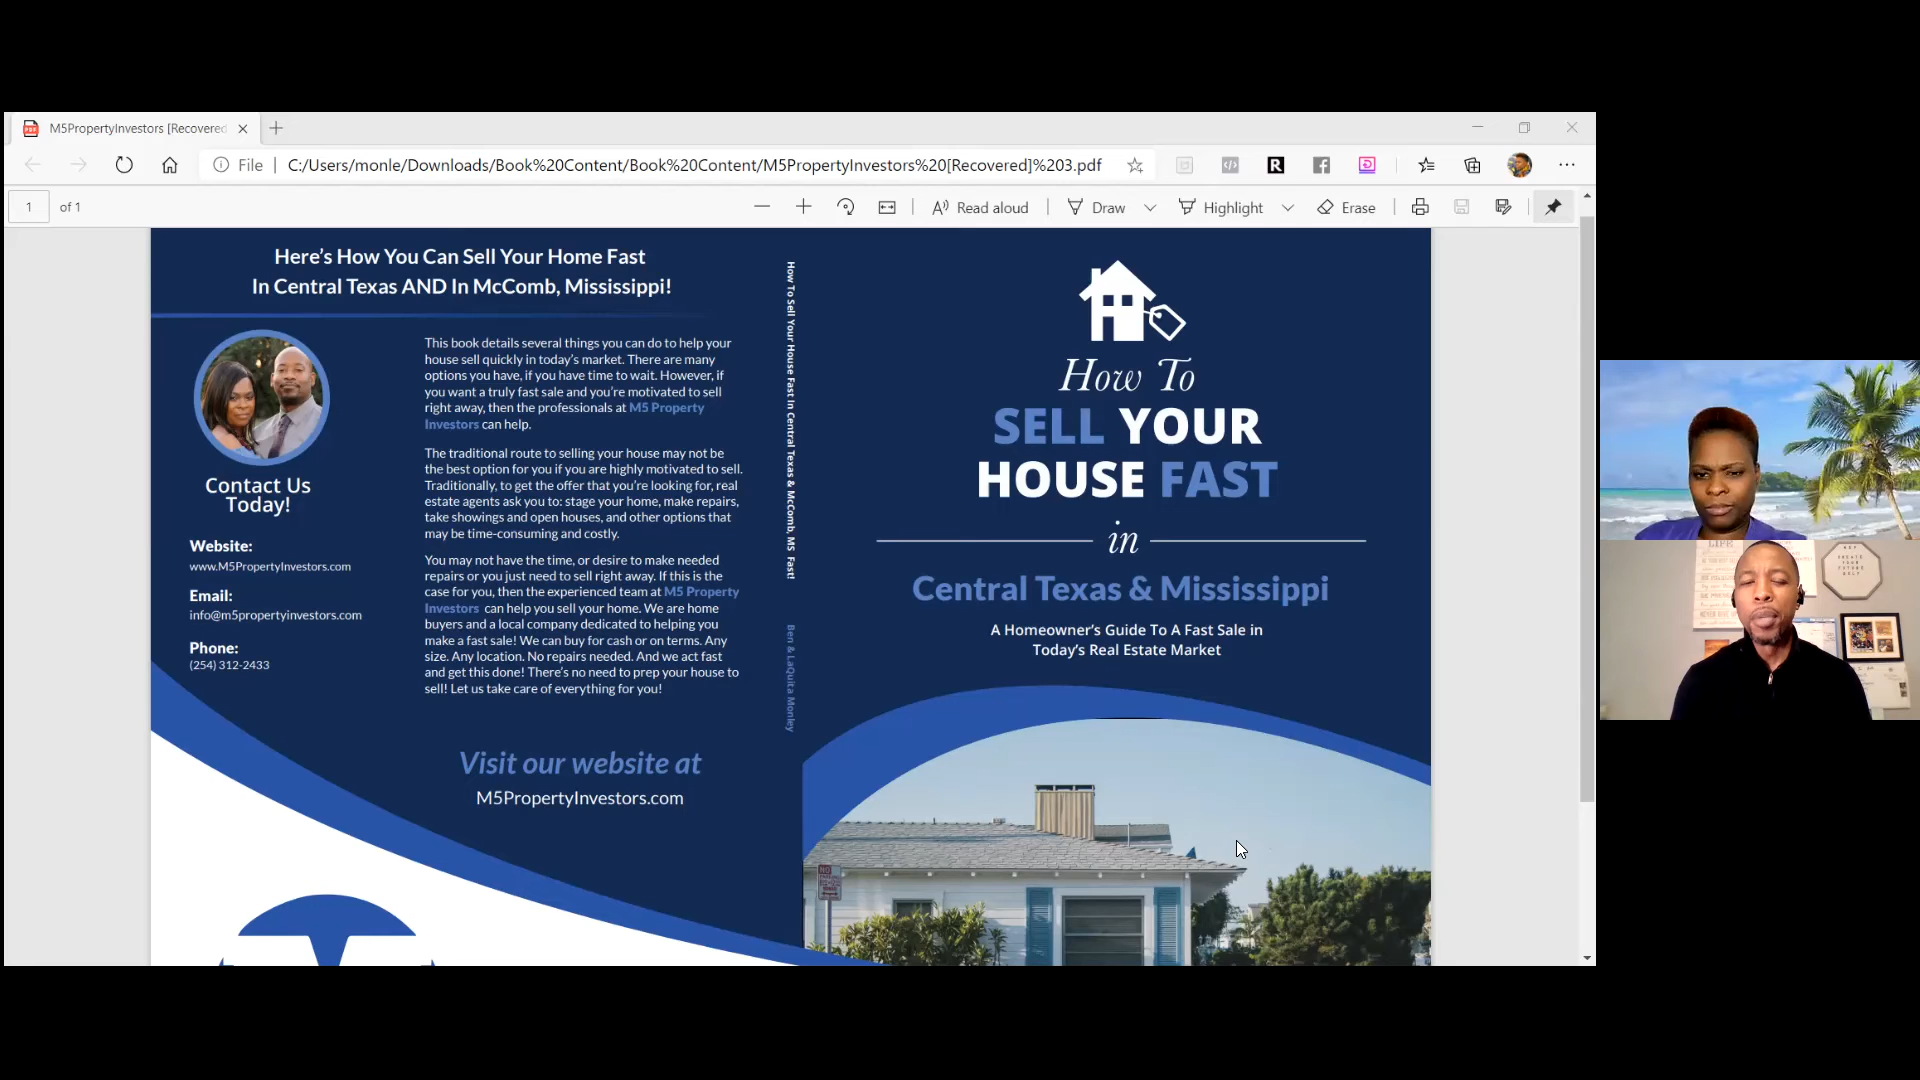 M5PropertyInvestors [Recovered
File
C:/Users/monle/Downloads/Book%20Content/Book%20Content/M5PropertyInvestors%20[Recovered]%203.pdf
1 of 1
Read aloud
Draw
Highlight
Erase
Here's How You Can Sell Your Home Fast
In Central Texas AND In McComb, Mississippi!
Contact Us
Today!
Website:
www.M5PropertyInvestors.com
Email:
info@m5propertyinvestors.com
Phone:
(254) 312-2433
This book details several things you can do to help your
house sell quickly in today's market. There are many
options you have, if you have time to wait. However, if
you want a truly fast sale and you're motivated to sell
right away, then the professionals at M5 Property
Investors can help.
The traditional route to selling your house may not be
the best option for you if you are highly motivated to sell.
Traditionally, to get the offer that you're looking for, real
estate agents ask you to: stage your home, make repairs,
take showings and open houses, and other options that
may be time-consuming and costly.
You may not have the time, or desire to make needed
repairs or you just need to sell right away. If this is the
case for you, then the experienced team at M5 Property
Investors can help you sell your home. We are home
buyers and a local company dedicated to helping you
make a fast sale! We can buy for cash or on terms. Any
size. Any location. No repairs needed. And we act fast
and get this done! There's no need to prep your house to
sell! Let us take care of everything for you!
Visit our website at
M5PropertyInvestors.com
How To Sell Your House Fast In Central Texas & McComb, MS Fast!
Ben & LaQuita Monley
How To
SELL YOUR
HOUSE FAST
in
Central Texas & Mississippi
A Homeowner's Guide To A Fast Sale in
Today's Real Estate Market
LIFE
CREATE
YOUR
FUTURE